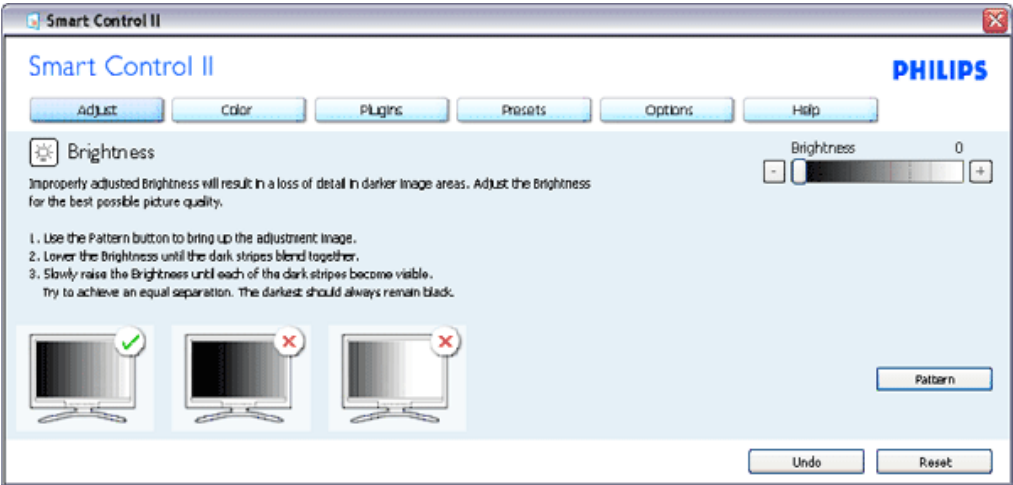 Smart Control II
Smart Control II
PHILIPS
Adjust Color Plugins Presets Options Help
Brightness
Brightness 0
- +
Improperly adjusted Brightness will result in a loss of detail in darker image areas. Adjust the Brightness
for the best possible picture quality.
1. Use the Pattern button to bring up the adjustment image.
2. Lower the Brightness until the dark stripes blend together.
3. Slowly raise the Brightness until each of the dark stripes become visible.
Try to achieve an equal separation. The darkest should always remain black.
Pattern
Undo Reset